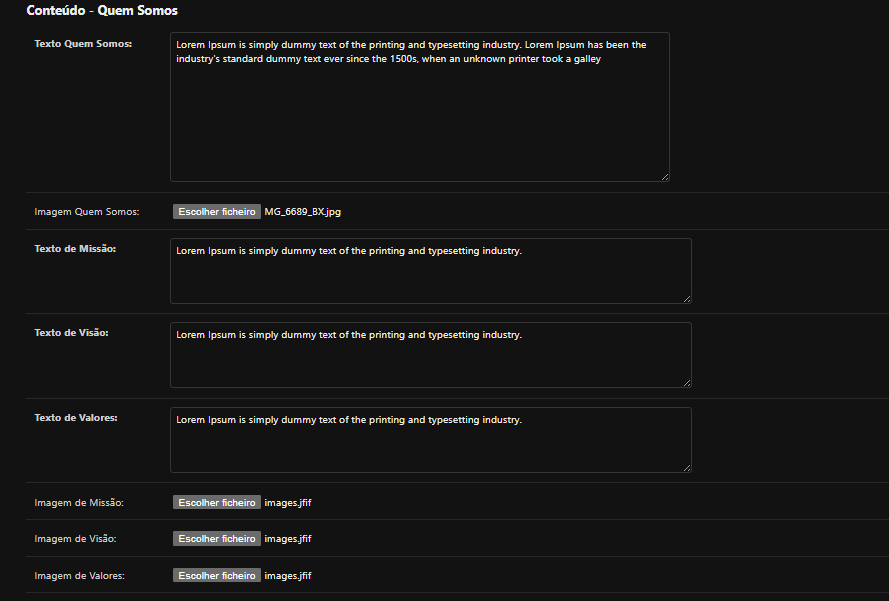 Conteúdo - Quem Somos
Texto Quem Somos:
Lorem Ipsum is simply dummy text of the printing and typesetting industry. Lorem Ipsum has been the
industry's standard dummy text ever since the 1500s, when an unknown printer took a galley
Imagem Quem Somos:
Escolher ficheiro MG_6689_BX.jpg
Texto de Missão:
Lorem Ipsum is simply dummy text of the printing and typesetting industry.
Texto de Visão:
Lorem Ipsum is simply dummy text of the printing and typesetting industry.
Texto de Valores:
Lorem Ipsum is simply dummy text of the printing and typesetting industry.
Imagem de Missão:
Escolher ficheiro images.jfif
Imagem de Visão:
Escolher ficheiro images.jfif
Imagem de Valores:
Escolher ficheiro images.jfif